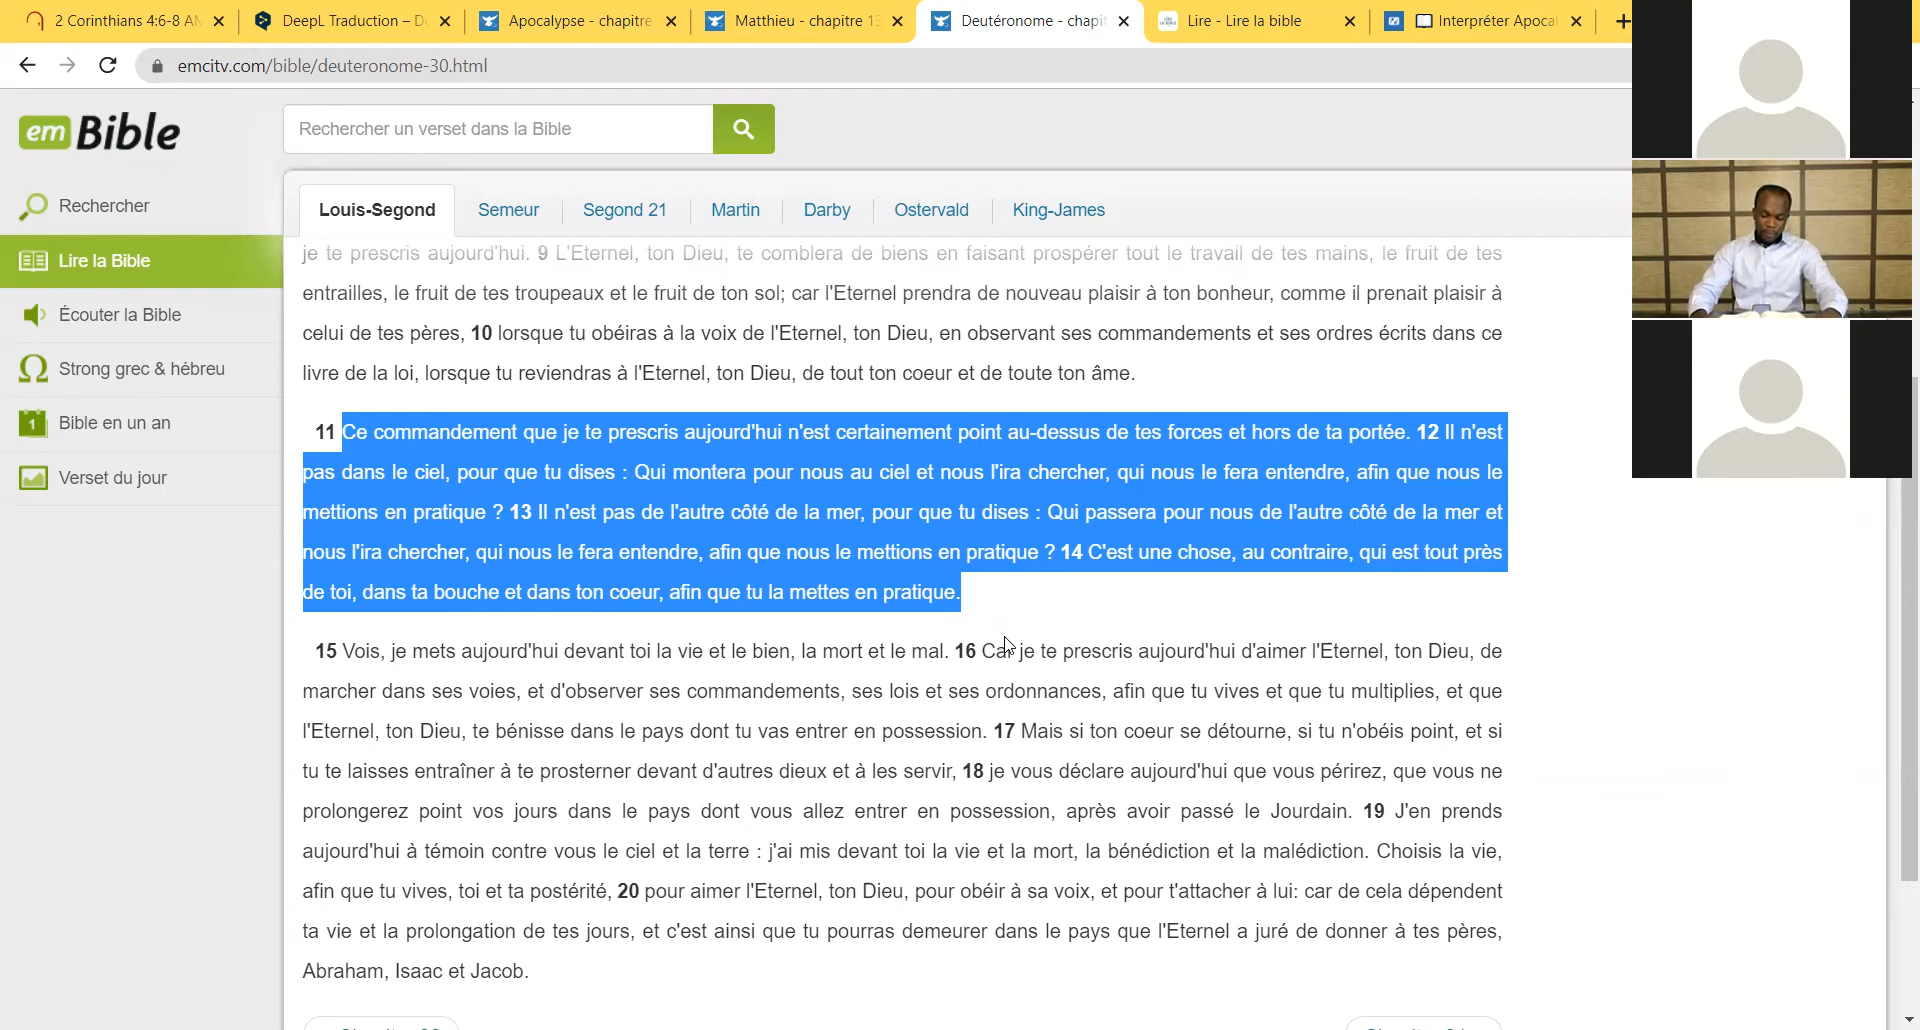 2 Corinthians 4:6-8 AM
DeepL Traduction – De
Apocalypse - chapitre
Matthieu - chapitre 13
Deutéronome - chapit
Lire - Lire la bible
Interpréter Apocal
emcitv.com/bible/deuteronome-30.html
em Bible
Rechercher un verset dans la Bible
Rechercher
Lire la Bible
Écouter la Bible
Strong grec & hébreu
1
Bible en un an
Verset du jour
Louis-Segond
Semeur
Segond 21
Martin
Darby
Ostervald
King-James
je te prescris aujourd'hui. 9 L'Eternel, ton Dieu, te comblera de biens en faisant prospérer tout le travail de tes mains, le fruit de tes
entrailles, le fruit de tes troupeaux et le fruit de ton sol; car l'Eternel prendra de nouveau plaisir à ton bonheur, comme il prenait plaisir à
celui de tes pères, 10 lorsque tu obéiras à la voix de l'Eternel, ton Dieu, en observant ses commandements et ses ordres écrits dans ce
livre de la loi, lorsque tu reviendras à l'Eternel, ton Dieu, de tout ton coeur et de toute ton âme.
11 Ce commandement que je te prescris aujourd'hui n'est certainement point au-dessus de tes forces et hors de ta portée. 12 Il n'est
pas dans le ciel, pour que tu dises : Qui montera pour nous au ciel et nous l'ira chercher, qui nous le fera entendre, afin que nous le
mettions en pratique ? 13 Il n'est pas de l'autre côté de la mer, pour que tu dises : Qui passera pour nous de l'autre côté de la mer et
nous l'ira chercher, qui nous le fera entendre, afin que nous le mettions en pratique ? 14 C'est une chose, au contraire, qui est tout près
de toi, dans ta bouche et dans ton coeur, afin que tu la mettes en pratique.
15 Vois, je mets aujourd'hui devant toi la vie et le bien, la mort et le mal. 16 Car je te prescris aujourd'hui d'aimer l'Eternel, ton Dieu, de
marcher dans ses voies, et d'observer ses commandements, ses lois et ses ordonnances, afin que tu vives et que tu multiplies, et que
l'Eternel, ton Dieu, te bénisse dans le pays dont tu vas entrer en possession. 17 Mais si ton coeur se détourne, si tu n'obéis point, et si
tu te laisses entraîner à te prosterner devant d'autres dieux et à les servir, 18 je vous déclare aujourd'hui que vous périrez, que vous ne
prolongerez point vos jours dans le pays dont vous allez entrer en possession, après avoir passé le Jourdain. 19 J'en prends
aujourd'hui à témoin contre vous le ciel et la terre : j'ai mis devant toi la vie et la mort, la bénédiction et la malédiction. Choisis la vie,
afin que tu vives, toi et ta postérité, 20 pour aimer l'Eternel, ton Dieu, pour obéir à sa voix, et pour t'attacher à lui: car de cela dépendent
ta vie et la prolongation de tes jours, et c'est ainsi que tu pourras demeurer dans le pays que l'Eternel a juré de donner à tes pères,
Abraham, Isaac et Jacob.